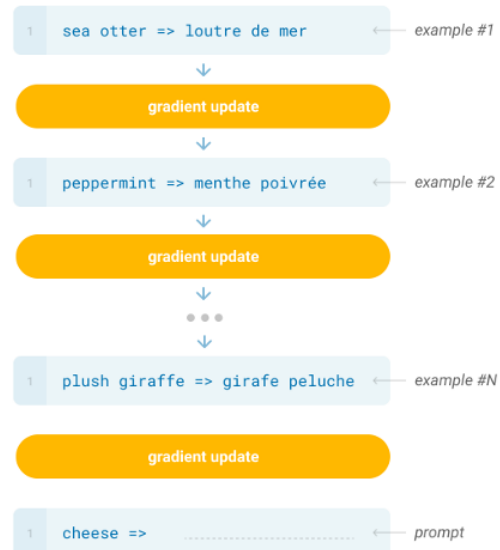 1 sea otter => loutre de mer example #1
gradient update
1 peppermint => menthe poivrée example #2
gradient update
1 plush giraffe => girafe peluche example #N
gradient update
1 cheese => prompt